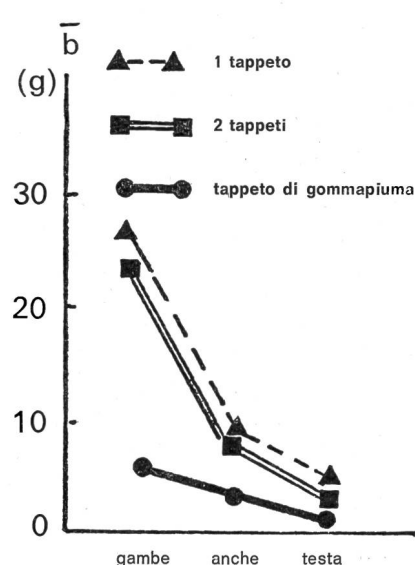 b̅
(g)
1 tappeto
2 tappeti
tappeto di gommapiuma
30
20
10
0
gambe anche testa